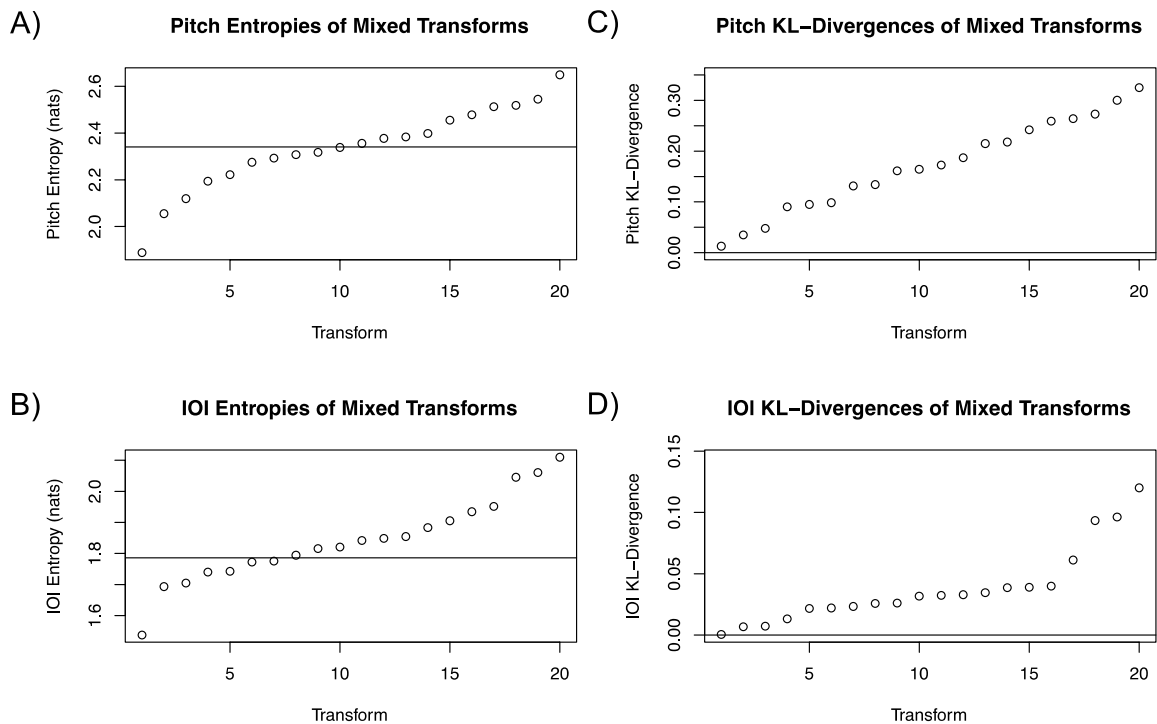 A)
Pitch Entropies of Mixed Transforms
Pitch Entropy (nats)
2.6
2.4
2.2
2.0
5 10 15 20
Transform
C)
Pitch KL−Divergences of Mixed Transforms
Pitch KL−Divergence
0.30
0.20
0.10
0.00
5 10 15 20
Transform
B)
IOI Entropies of Mixed Transforms
IOI Entropy (nats)
2.0
1.8
1.6
5 10 15 20
Transform
D)
IOI KL−Divergences of Mixed Transforms
IOI KL−Divergence
0.15
0.10
0.05
0.00
5 10 15 20
Transform